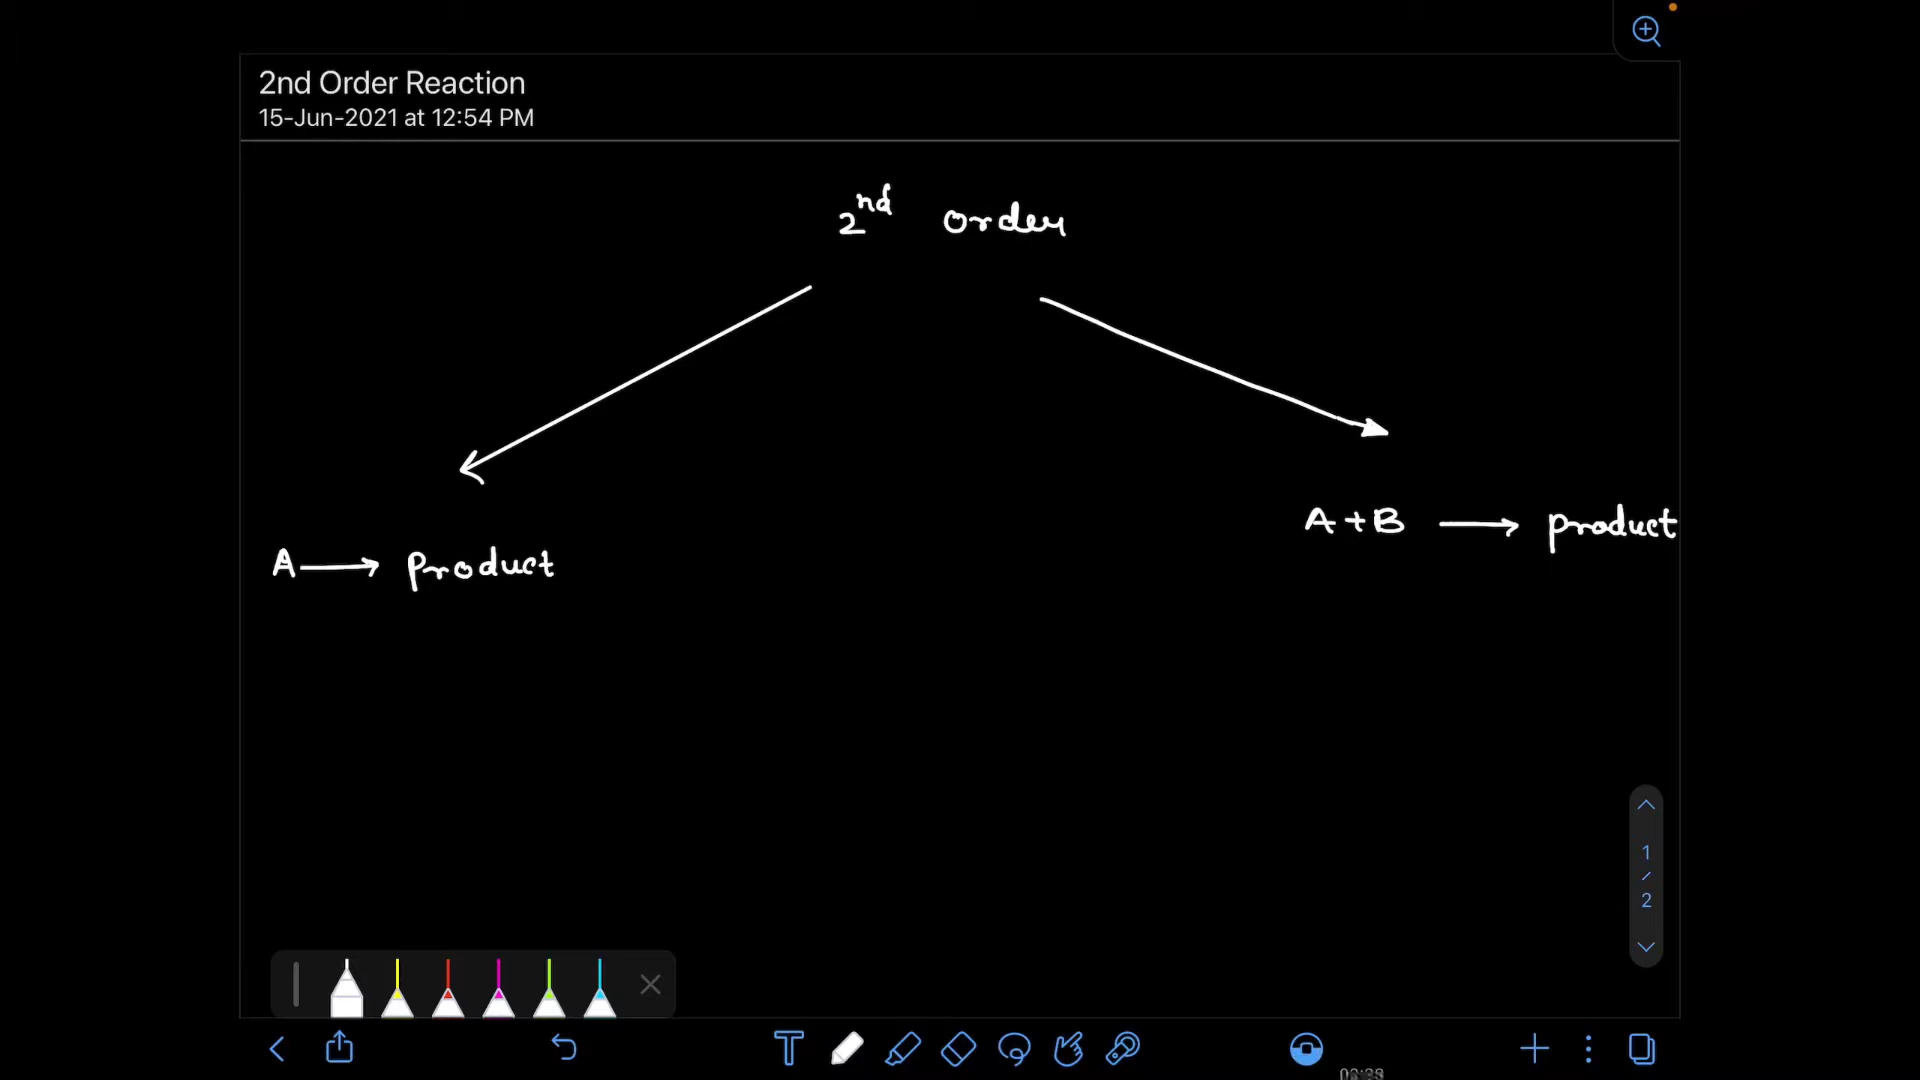 2nd Order Reaction
15-Jun-2021 at 12:54 PM
2nd order
A + B → product
A → product
1
/
2